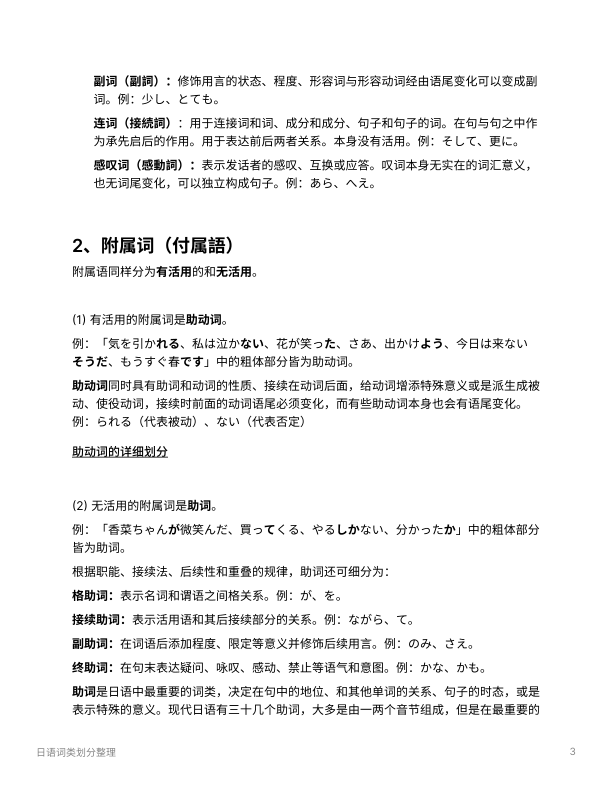 副词（副詞）：修饰用言的状态、程度、形容词与形容动词经由语尾变化可以变成副
词。例：少し、とても。
连词（接続詞）：用于连接词和词、成分和成分、句子和句子的词。在句与句之中作
为承先启后的作用。用于表达前后两者关系。本身没有活用。例：そして、更に。
感叹词（感動詞）：表示发话者的感叹、互换或应答。叹词本身无实在的词汇意义，
也无词尾变化，可以独立构成句子。例：あら、へえ。
2、附属词（付属語）
附属语同样分为有活用的和无活用。
(1) 有活用的附属词是助动词。
例：「気を引かれる、私は泣かない、花が笑った、さあ、出かけよう、今日は来ない
そうだ、もうすぐ春です」中的粗体部分皆为助动词。
助动词同时具有助词和动词的性质、接续在动词后面，给动词增添特殊意义或是派生成被
动、使役动词，接续时前面的动词语尾必须变化，而有些助动词本身也会有语尾变化。
例：られる（代表被动）、ない（代表否定）
助动词的详细划分
(2) 无活用的附属词是助词。
例：「香菜ちゃんが微笑んだ、買ってくる、やるしかない、分かったか」中的粗体部分
皆为助词。
根据职能、接续法、后续性和重叠的规律，助词还可细分为：
格助词：表示名词和谓语之间格关系。例：が、を。
接续助词：表示活用语和其后接续部分的关系。例：ながら、て。
副助词：在词语后添加程度、限定等意义并修饰后续用言。例：のみ、さえ。
终助词：在句末表达疑问、咏叹、感动、禁止等语气和意图。例：かな、かも。
助词是日语中最重要的词类，决定在句中的地位、和其他单词的关系、句子的时态，或是
表示特殊的意义。现代日语有三十几个助词，大多是由一两个音节组成，但是在最重要的
日语词类划分整理
3